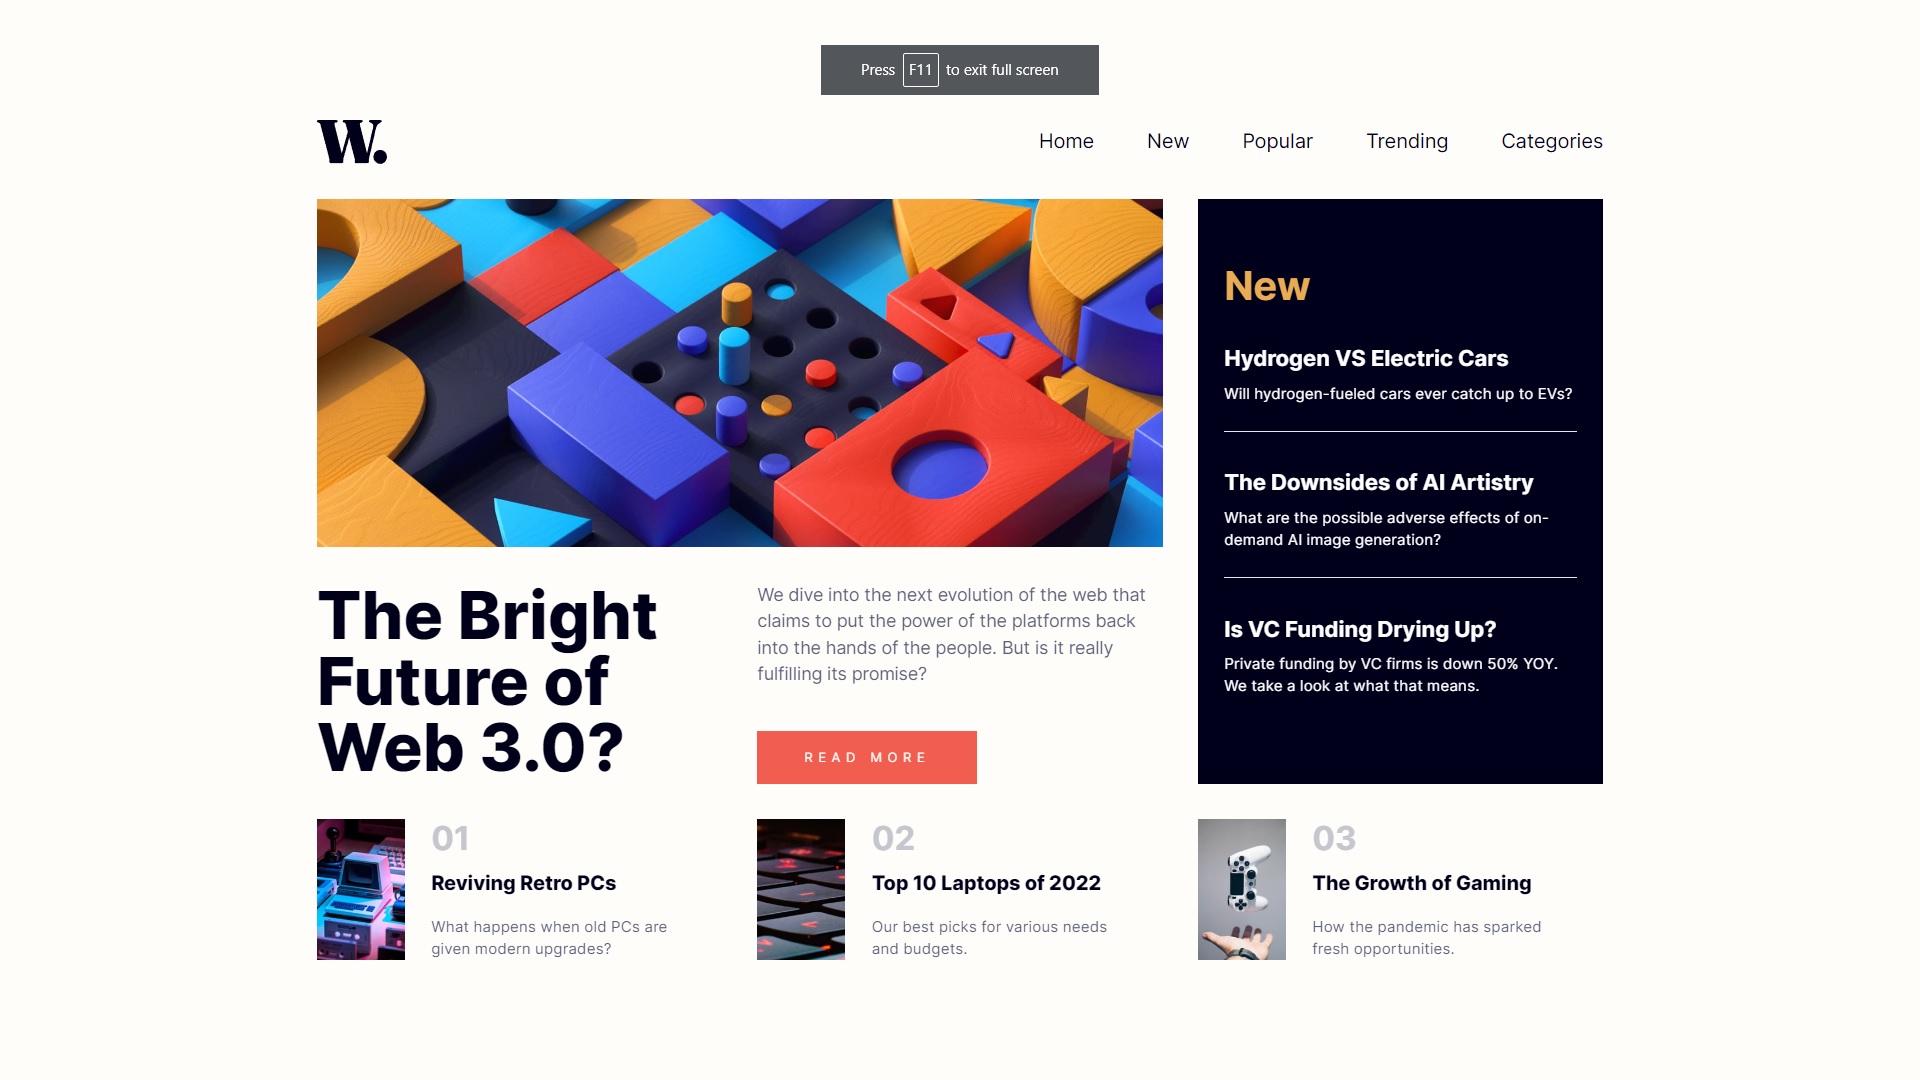 Press F11 to exit full screen
W.
Home New Popular Trending Categories
New
Hydrogen VS Electric Cars
Will hydrogen-fueled cars ever catch up to EVs?
The Downsides of AI Artistry
What are the possible adverse effects of on-
demand AI image generation?
Is VC Funding Drying Up?
Private funding by VC firms is down 50% YOY.
We take a look at what that means.
The Bright
Future of
Web 3.0?
We dive into the next evolution of the web that
claims to put the power of the platforms back
into the hands of the people. But is it really
fulfilling its promise?
READ MORE
01
Reviving Retro PCs
What happens when old PCs are
given modern upgrades?
02
Top 10 Laptops of 2022
Our best picks for various needs
and budgets.
03
The Growth of Gaming
How the pandemic has sparked
fresh opportunities.